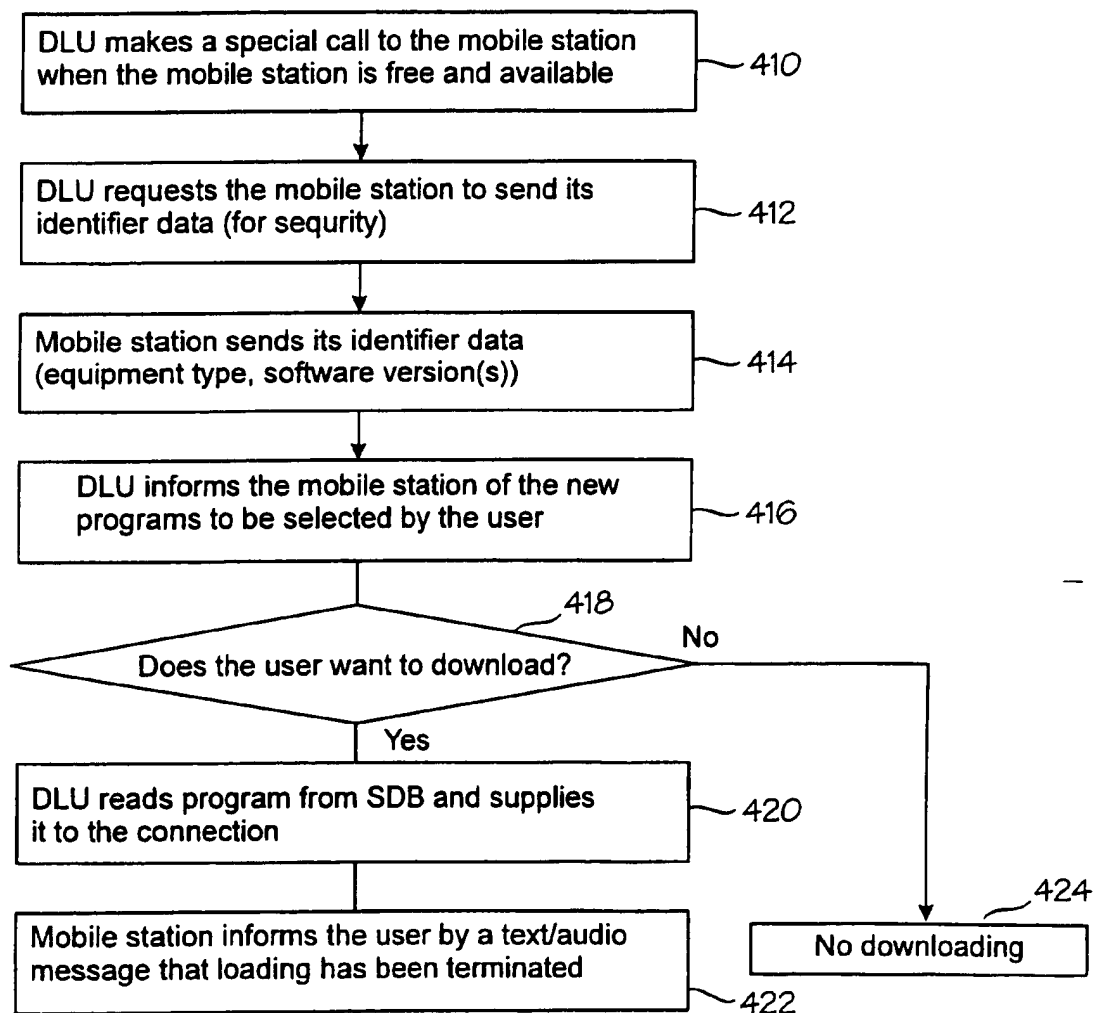 DLU makes a special call to the mobile station
when the mobile station is free and available
410
DLU requests the mobile station to send its
identifier data (for sequrity)
412
Mobile station sends its identifier data
(equipment type, software version(s))
414
DLU informs the mobile station of the new
programs to be selected by the user
416
418
Does the user want to download?
No
Yes
DLU reads program from SDB and supplies
it to the connection
420
Mobile station informs the user by a text/audio
message that loading has been terminated
422
424
No downloading